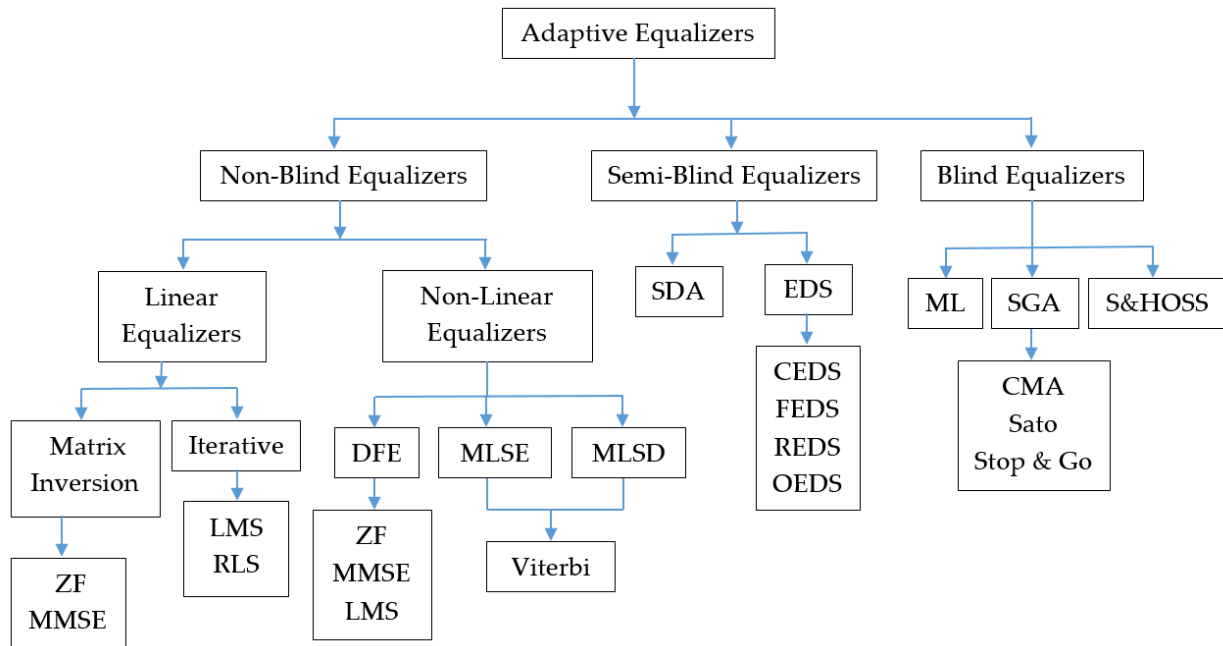 Adaptive Equalizers
Non-Blind Equalizers
Semi-Blind Equalizers
Blind Equalizers
Linear
Equalizers
Non-Linear
Equalizers
SDA
EDS
ML
SGA
S&HOSS
Matrix
Inversion
Iterative
DFE
MLSE
MLSD
CEDS
FEDS
REDS
OEDS
CMA
Sato
Stop & Go
ZF
MMSE
LMS
RLS
ZF
MMSE
LMS
Viterbi